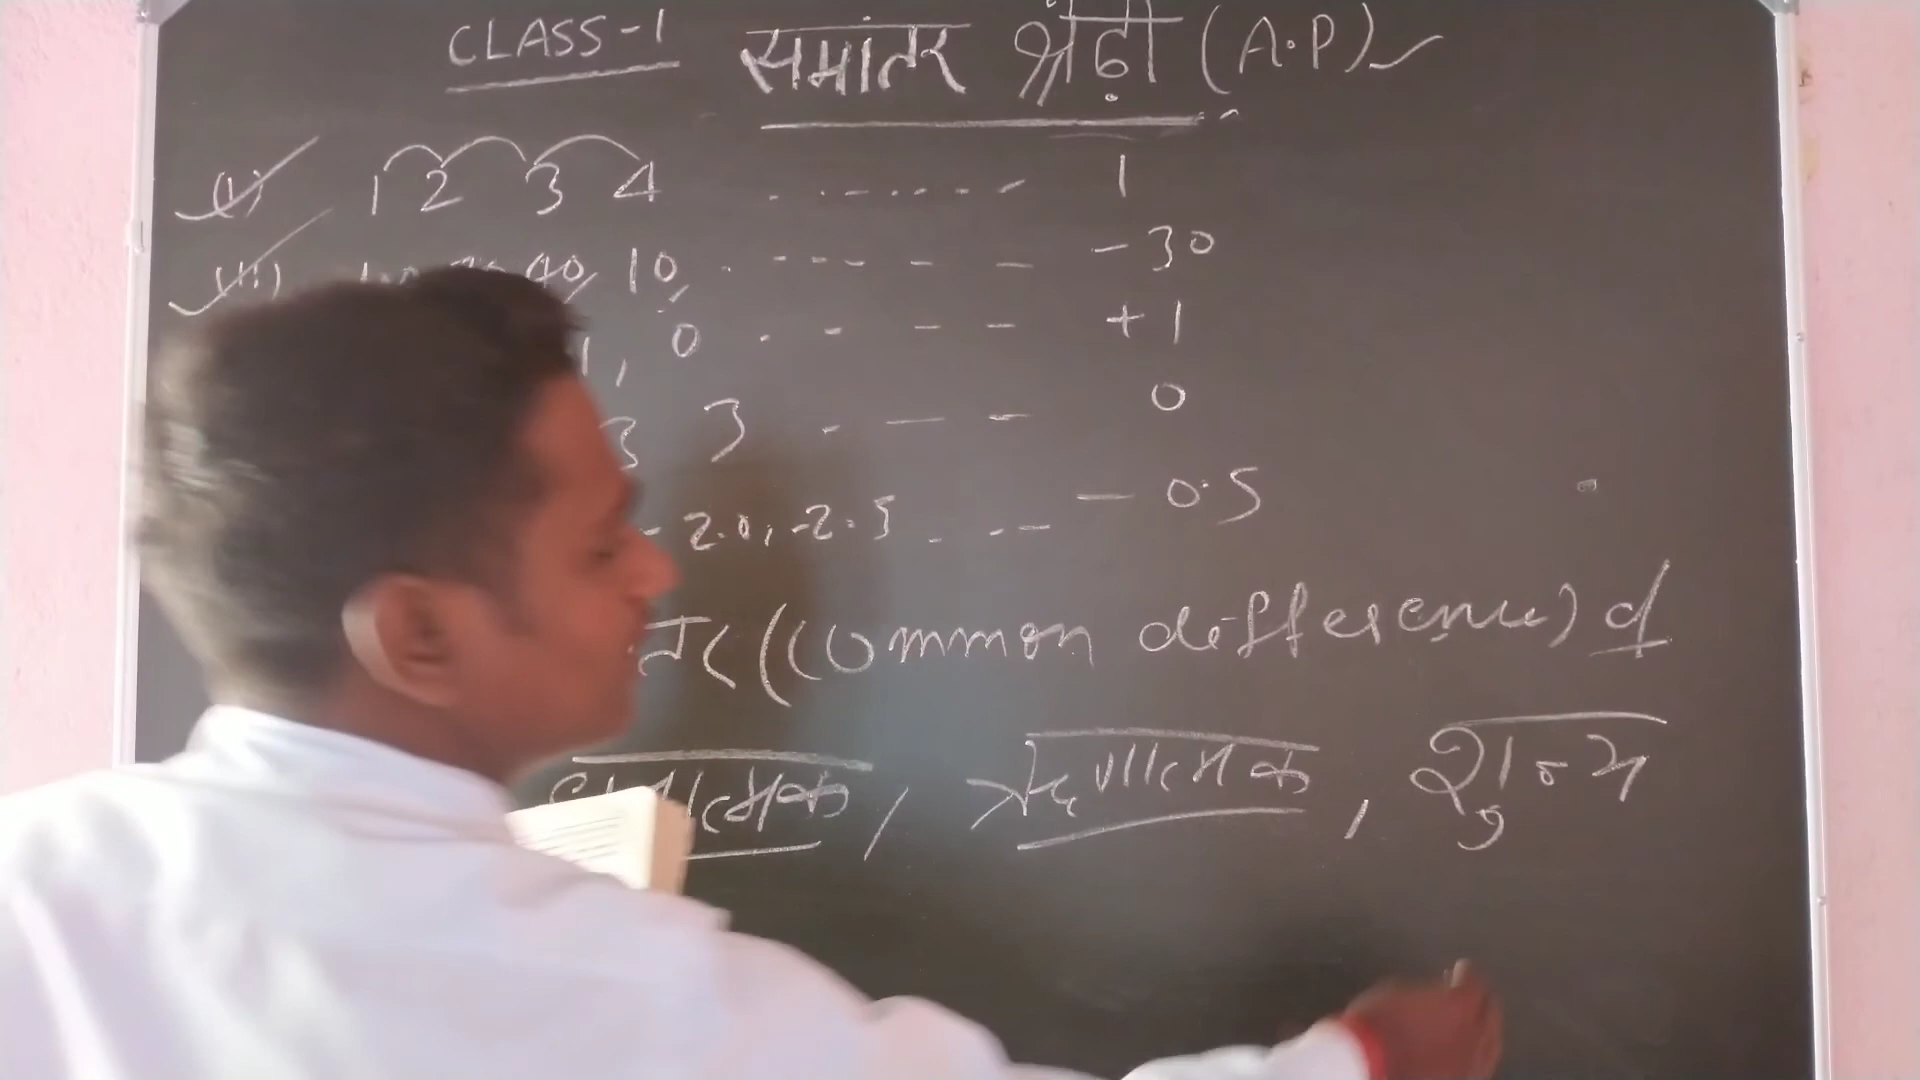 CLASS-1 समांतर श्रेढ़ी (A.P)
(i) 1 2 3 4 ........ 1
(ii) 40, 10, ........ -30
1, 0 . - - - +1
3 3 . - - 0
-2.0, -2.5 . . -- - 0.5
(Common difference) d
धनात्मक, ऋणात्मक, शुन्य